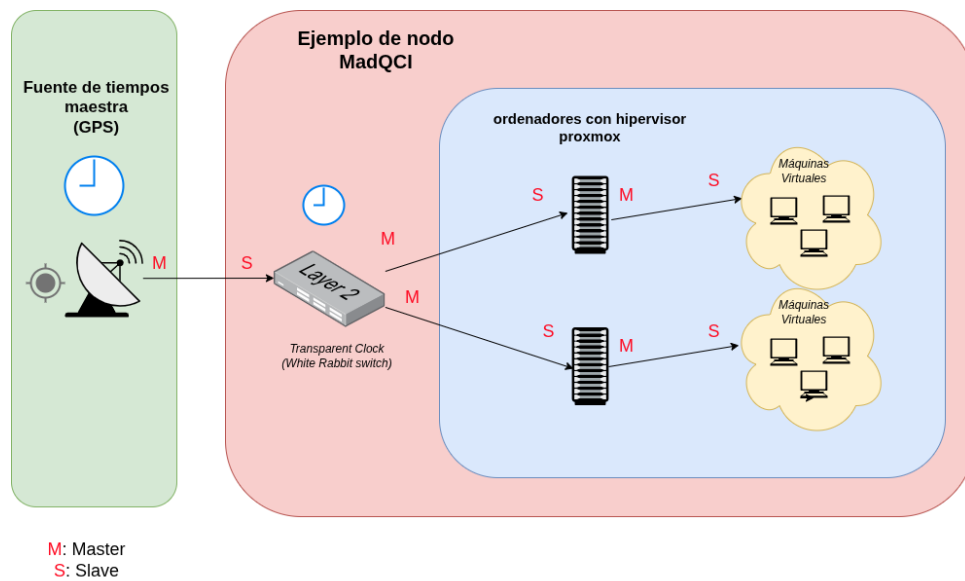 Ejemplo de nodo
MadQCI
Fuente de tiempos
maestra
(GPS)
ordenadores con hipervisor
proxmox
Máquinas
Virtuales
S
M
S
M
M
S
Layer 2
M
Máquinas
Virtuales
S
M
S
Transparent Clock
(White Rabbit switch)
M: Master
S: Slave